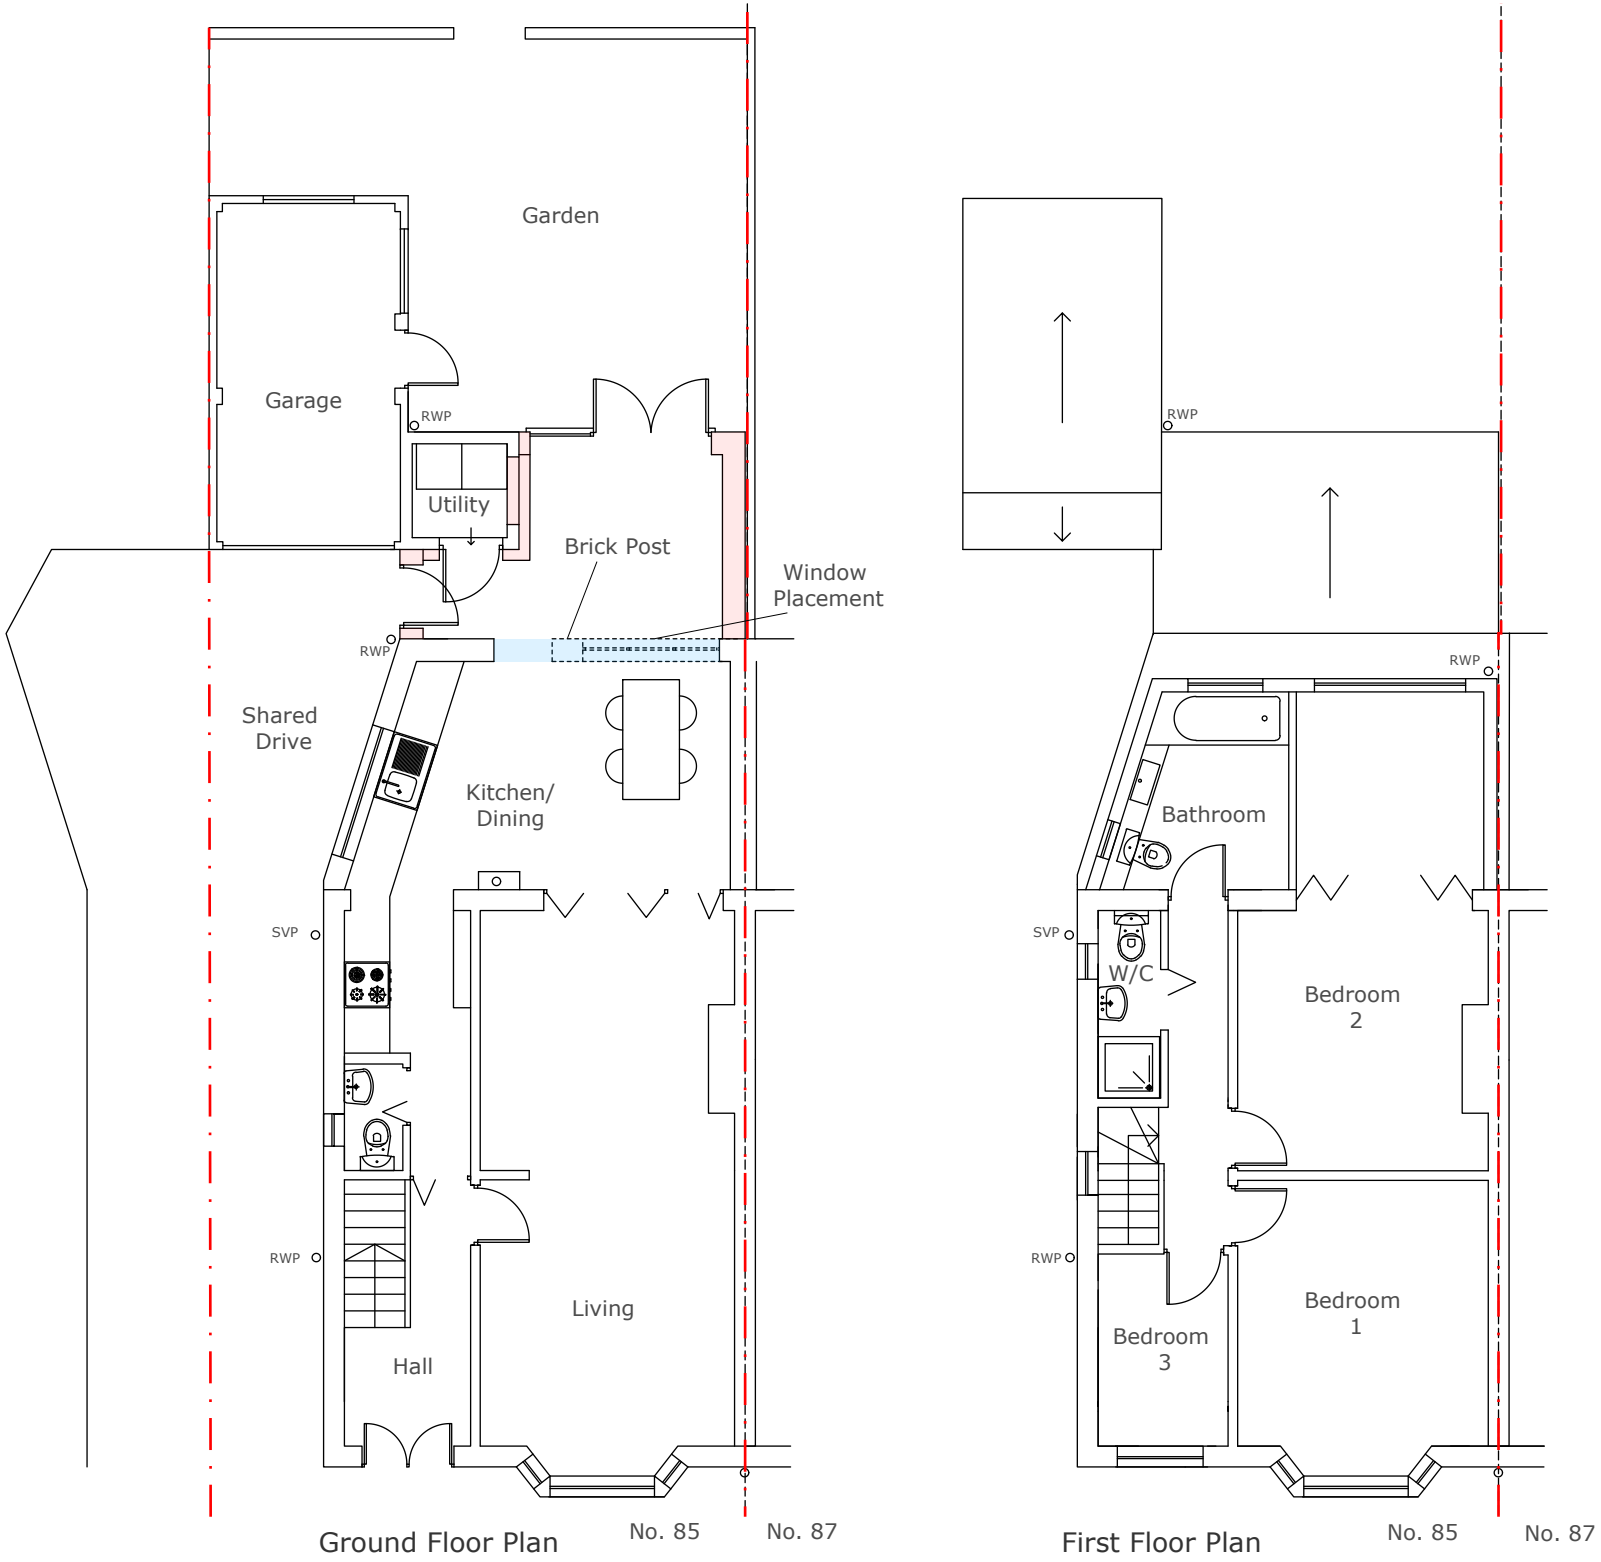 Garden
Garage
RWP
Utility
Brick Post
Window
Placement
RWP
Shared
Drive
Kitchen/
Dining
SVP
RWP
Living
Hall
Ground Floor Plan
No. 85
No. 87
RWP
RWP
Bathroom
SVP
W/C
Bedroom
2
RWP
Bedroom
1
Bedroom
3
First Floor Plan
No. 85
No. 87